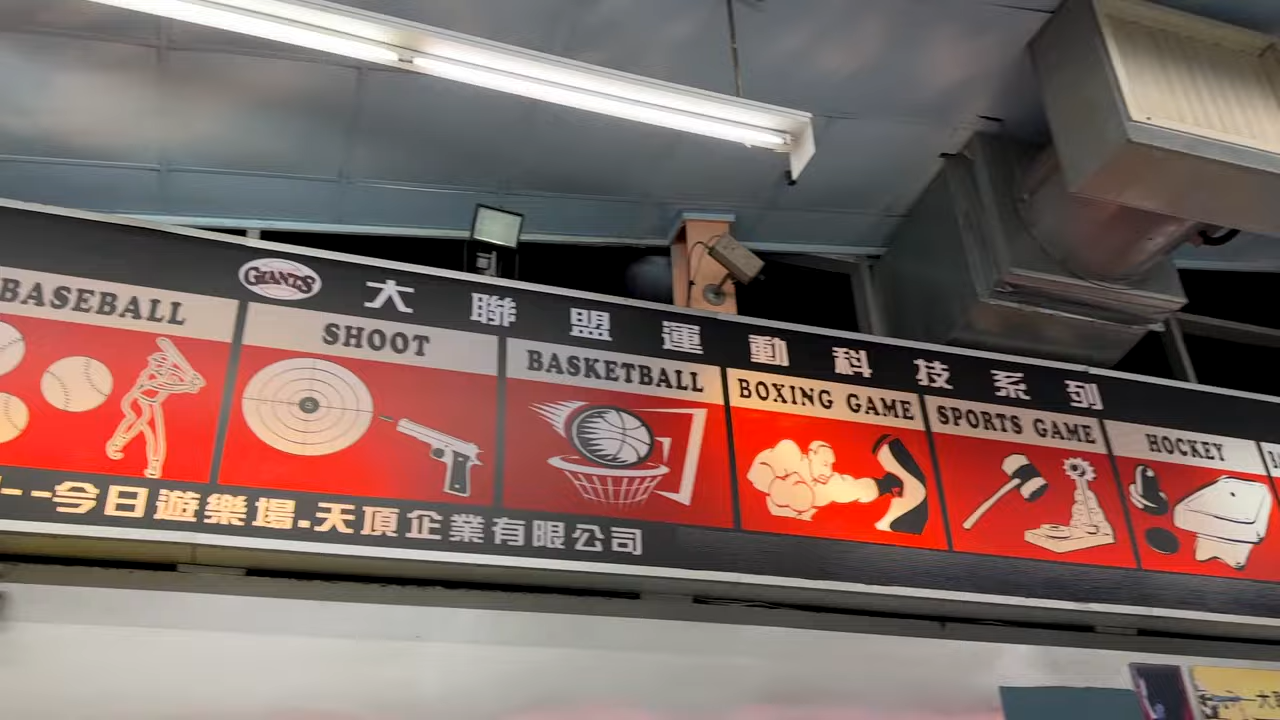 GIANTS 大聯盟運動科技系列
BASEBALL
SHOOT
BASKETBALL
BOXING GAME
SPORTS GAME
HOCKEY
--今日遊樂場.天頂企業有限公司